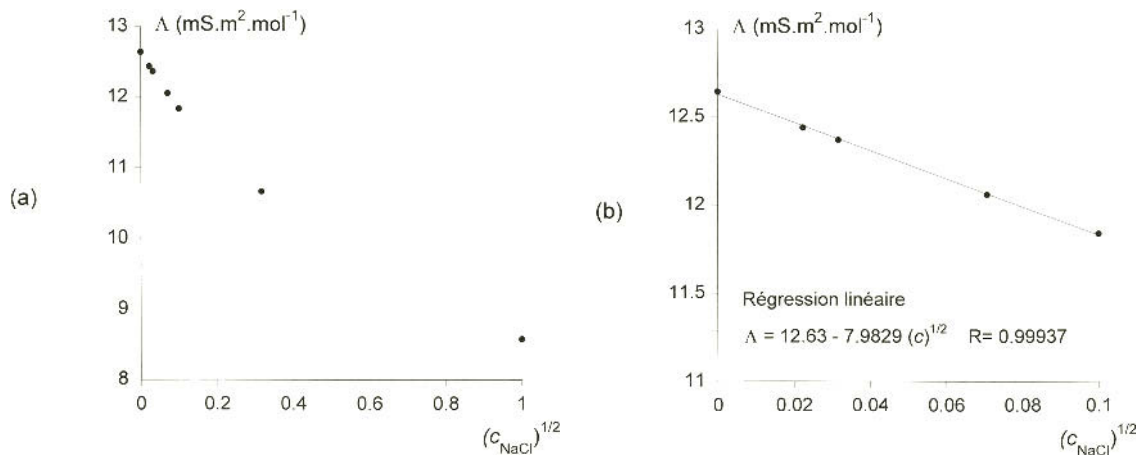 Λ (mS.m².mol⁻¹)
13
12
11
10
9
8
0
0.2
0.4
0.6
0.8
1
(c_NaCl)^1/2
(a)
Λ (mS.m².mol⁻¹)
13
12.5
12
11.5
11
Régression linéaire
Λ = 12.63 - 7.9829 (c)^1/2 R= 0.99937
0
0.02
0.04
0.06
0.08
0.1
(c_NaCl)^1/2
(b)